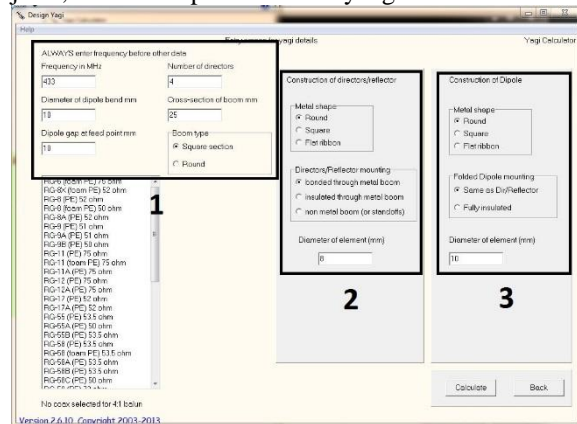 Design Yagi
Help
yagi details
Yagi Calculator
ALWAYS enter frequency before other data
Frequency in MHz
Number of directors
433
4
Diameter of dipole bend mm
Cross-section of boom mm
10
25
Dipole gap at feed point mm
Boom type
10
Square section
Round
RG-6 (foam PE) 75 ohm
RG-8X (foam PE) 52 ohm
RG-8 (PE) 52 ohm
RG-8 (foam PE) 50 ohm
RG-8A (PE) 52 ohm
RG-9 (PE) 51 ohm
RG-9A (PE) 51 ohm
RG-9B (PE) 50 ohm
RG-11 (PE) 75 ohm
RG-11 (foam PE) 75 ohm
RG-11A (PE) 75 ohm
RG-12 (PE) 75 ohm
RG-12A (PE) 75 ohm
RG-17 (PE) 52 ohm
RG-17A (PE) 52 ohm
RG-55 (PE) 53.5 ohm
RG-55A (PE) 50 ohm
RG-55B (PE) 53.5 ohm
RG-58 (PE) 53.5 ohm
RG-58 (foam PE) 53.5 ohm
RG-58A (PE) 53.5 ohm
RG-58B (PE) 53.5 ohm
RG-58C (PE) 50 ohm
No coax selected for 4:1 balun
1
Construction of directors/reflector
Metal shape
Round
Square
Flat ribbon
Directors/Reflector mounting
bonded through metal boom
insulated through metal boom
non metal boom (or standoffs)
Diameter of element (mm)
8
2
Construction of Dipole
Metal shape
Round
Square
Flat ribbon
Folded Dipole mounting
Same as Dir/Reflector
Fully insulated
Diameter of element (mm)
10
3
Calculate
Back
Version 2.6.10 Copyright 2003-2013